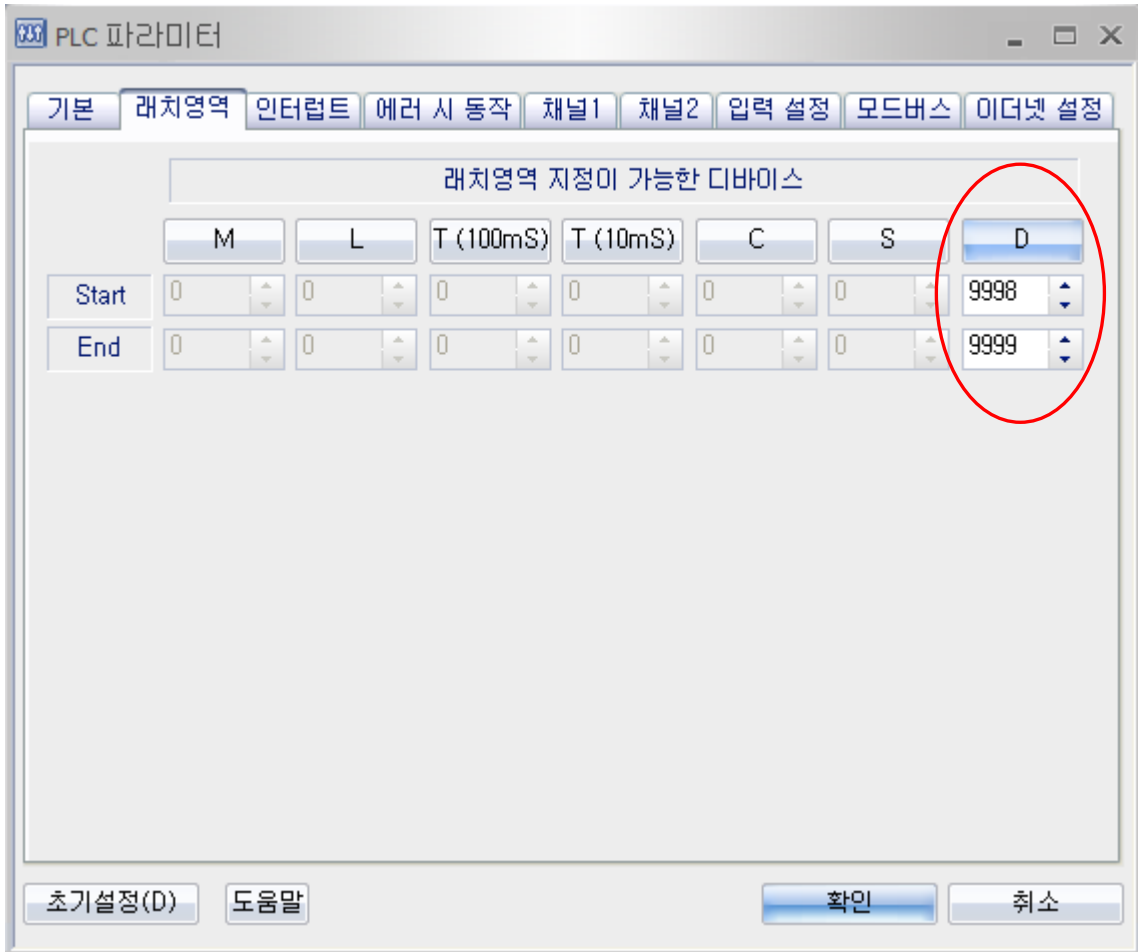 PLC 파라미터
기본 래치영역 인터럽트 에러 시 동작 채널1 채널2 입력 설정 모드버스 이더넷 설정
래치영역 지정이 가능한 디바이스
M L T (100mS) T (10mS) C S D
Start 0 0 0 0 0 0 9998
End 0 0 0 0 0 0 9999
초기설정(D) 도움말 확인 취소